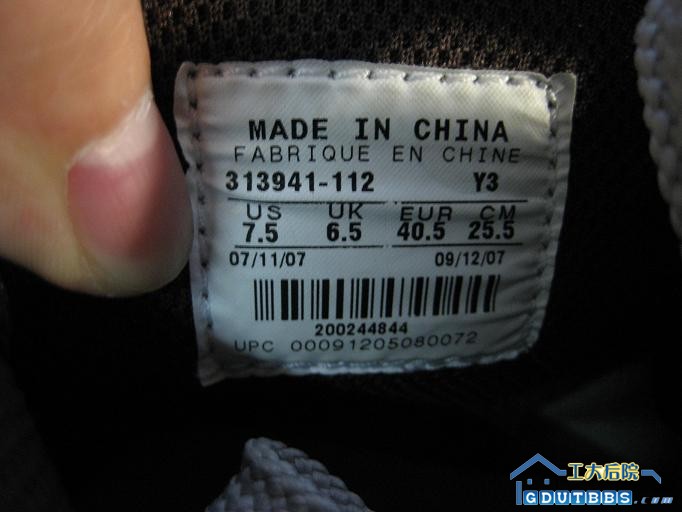 MADE IN CHINA
FABRIQUE EN CHINE
313941-112 Y3
US UK EUR CM
7.5 6.5 40.5 25.5
07/11/07 09/12/07
200244844
UPC 00091205080072
工大后院
GDUTBBS.com